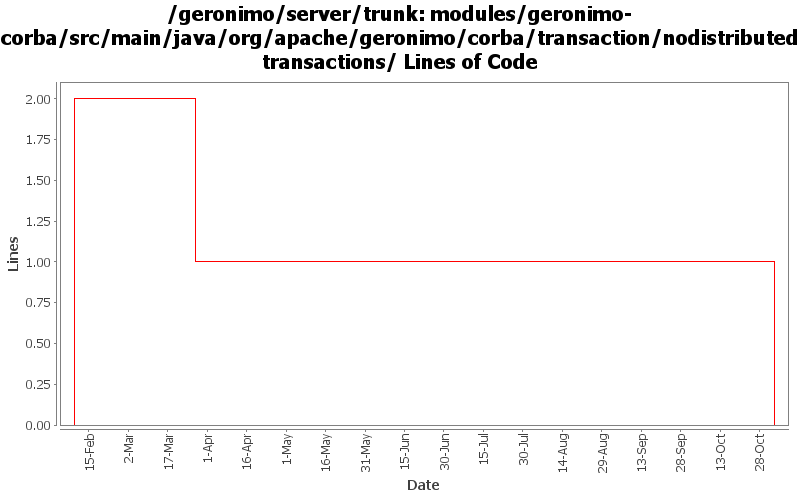 /geronimo/server/trunk: modules/geronimo-
corba/src/main/java/org/apache/geronimo/corba/transaction/nodistributed
transactions/ Lines of Code
2.00
1.75
1.50
1.25
1.00
0.75
0.50
0.25
0.00
Lines
15-Feb
2-Mar
17-Mar
1-Apr
16-Apr
1-May
16-May
31-May
15-Jun
30-Jun
15-Jul
30-Jul
14-Aug
29-Aug
13-Sep
28-Sep
13-Oct
28-Oct
Date